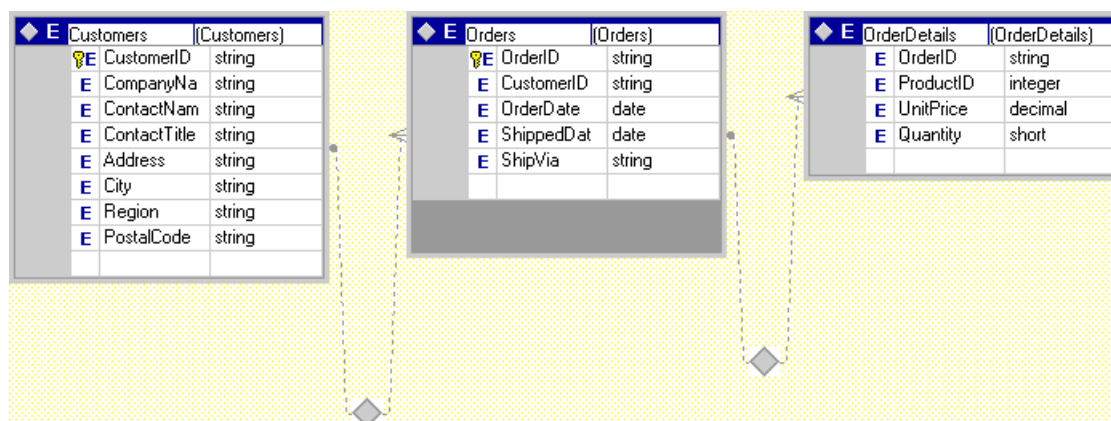 E Customers (Customers)
E CustomerID string
E CompanyNa string
E ContactNam string
E ContactTitle string
E Address string
E City string
E Region string
E PostalCode string
E Orders (Orders)
E OrderID string
E CustomerID string
E OrderDate date
E ShippedDat date
E ShipVia string
E OrderDetails (OrderDetails)
E OrderID string
E ProductID integer
E UnitPrice decimal
E Quantity short